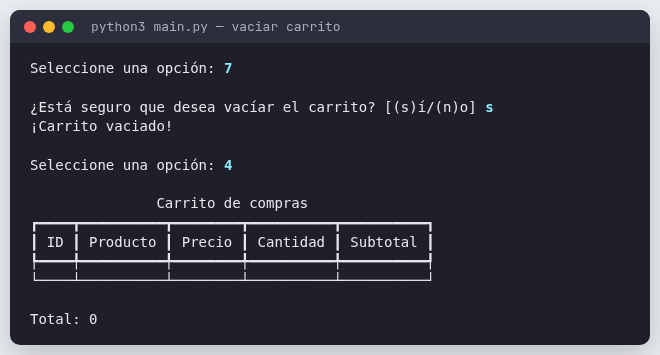 python3 main.py — vaciar carrito
Seleccione una opción: 7
¿Está seguro que desea vacíar el carrito? [(s)í/(n)o] s
¡Carrito vaciado!
Seleccione una opción: 4
Carrito de compras
ID Producto Precio Cantidad Subtotal
Total: 0